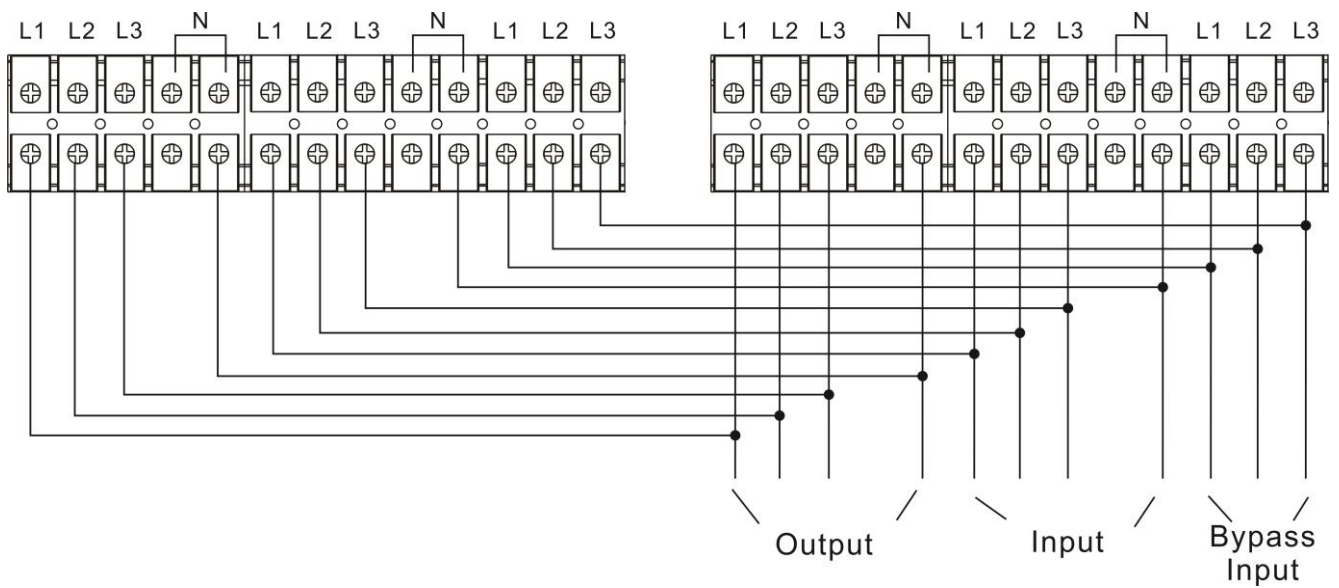 L1 L2 L3 N L1 L2 L3 N L1 L2 L3 L1 L2 L3 N L1 L2 L3 N L1 L2 L3
Output Input Bypass
Input